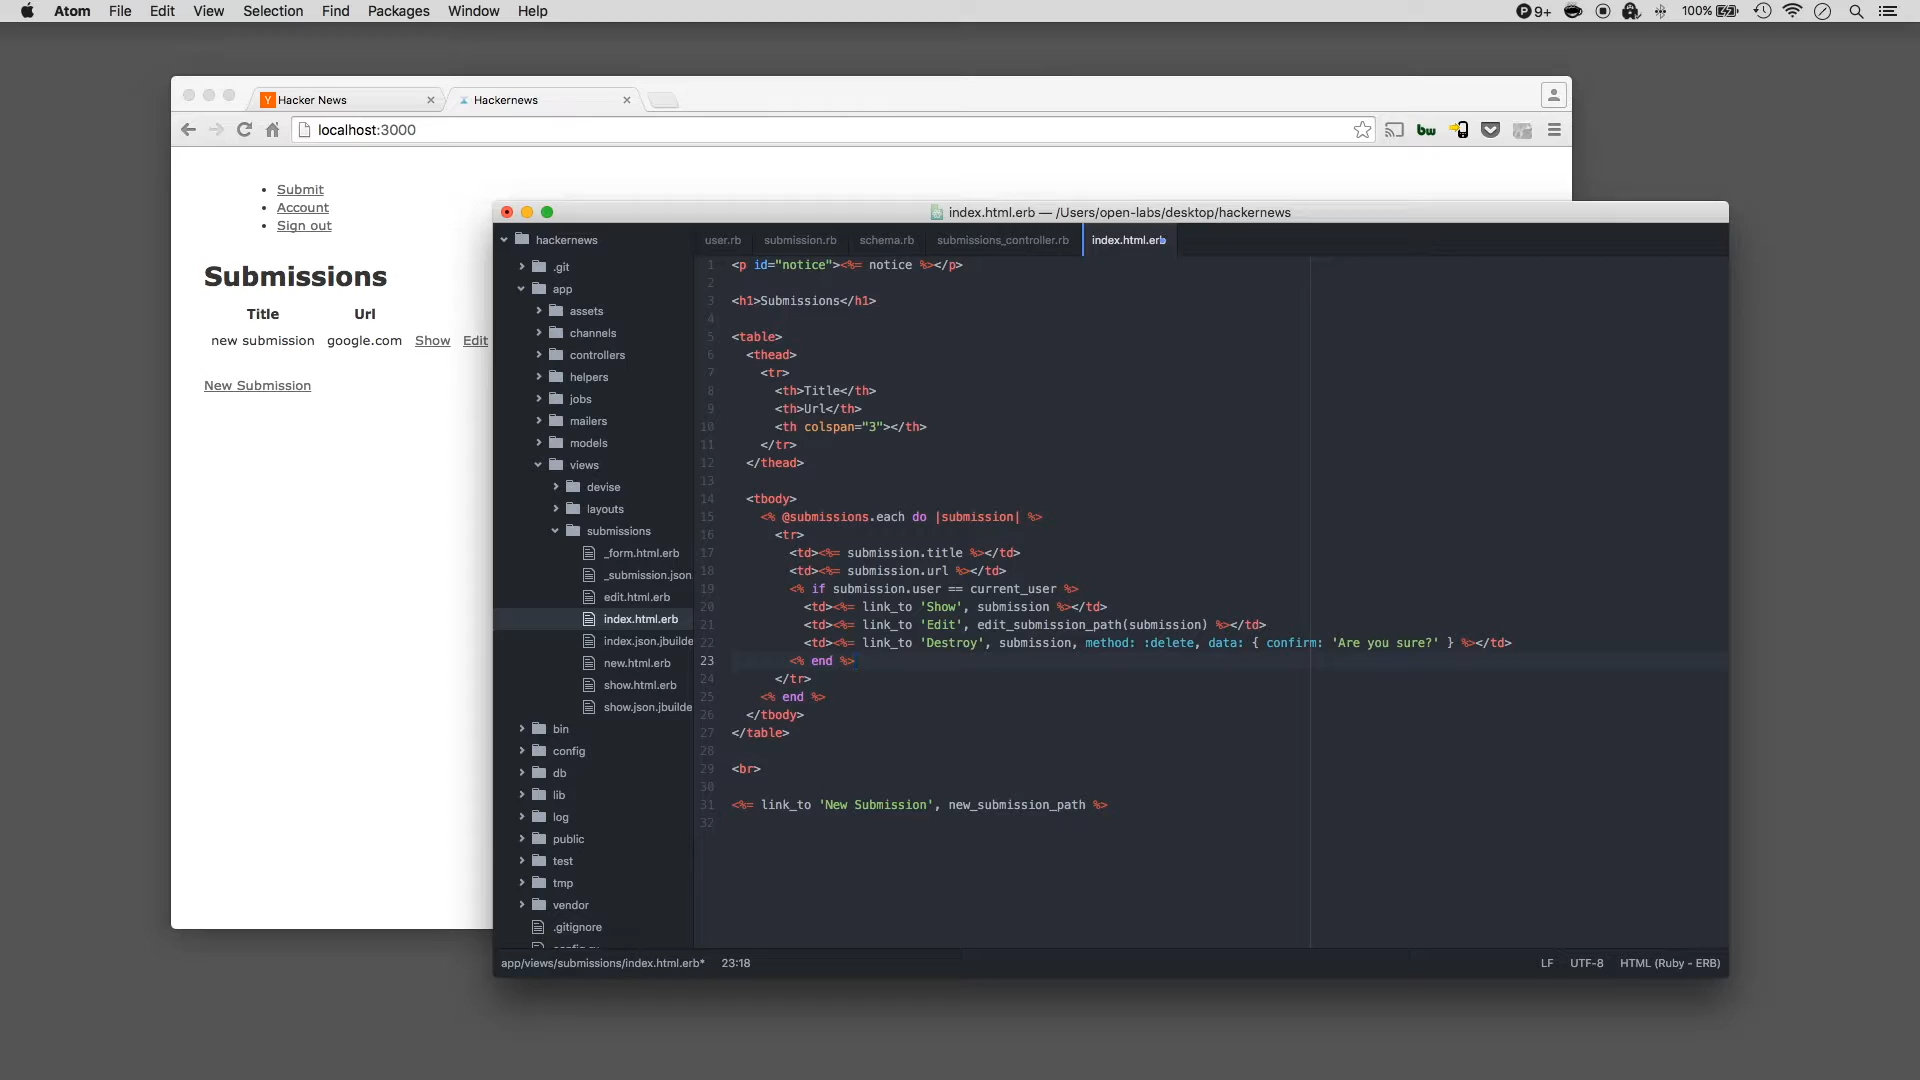 Atom File Edit View Selection Find Packages Window Help
9+ 100%
Hacker News
Hackernews
localhost:3000
bw
Submit
Account
Sign out
Submissions
Title Url
new submission google.com Show Edit
New Submission
index.html.erb — /Users/open-labs/desktop/hackernews
hackernews
.git
app
assets
channels
controllers
helpers
jobs
mailers
models
views
devise
layouts
submissions
_form.html.erb
_submission.json.
edit.html.erb
index.html.erb
index.json.jbuilde
new.html.erb
show.html.erb
show.json.jbuilde
bin
config
db
lib
log
public
test
tmp
vendor
.gitignore
user.rb submission.rb schema.rb submissions_controller.rb index.html.erb
1 <p id="notice"><%= notice %></p>
2
3 <h1>Submissions</h1>
4
5 <table>
6 <thead>
7 <tr>
8 <th>Title</th>
9 <th>Url</th>
10 <th colspan="3"></th>
11 </tr>
12 </thead>
13
14 <tbody>
15 <% @submissions.each do |submission| %>
16 <tr>
17 <td><%= submission.title %></td>
18 <td><%= submission.url %></td>
19 <% if submission.user == current_user %>
20 <td><%= link_to 'Show', submission %></td>
21 <td><%= link_to 'Edit', edit_submission_path(submission) %></td>
22 <td><%= link_to 'Destroy', submission, method: :delete, data: { confirm: 'Are you sure?' } %></td>
23 <% end %>
24 </tr>
25 <% end %>
26 </tbody>
27 </table>
28
29 <br>
30
31 <%= link_to 'New Submission', new_submission_path %>
32
app/views/submissions/index.html.erb* 23:18 LF UTF-8 HTML (Ruby - ERB)